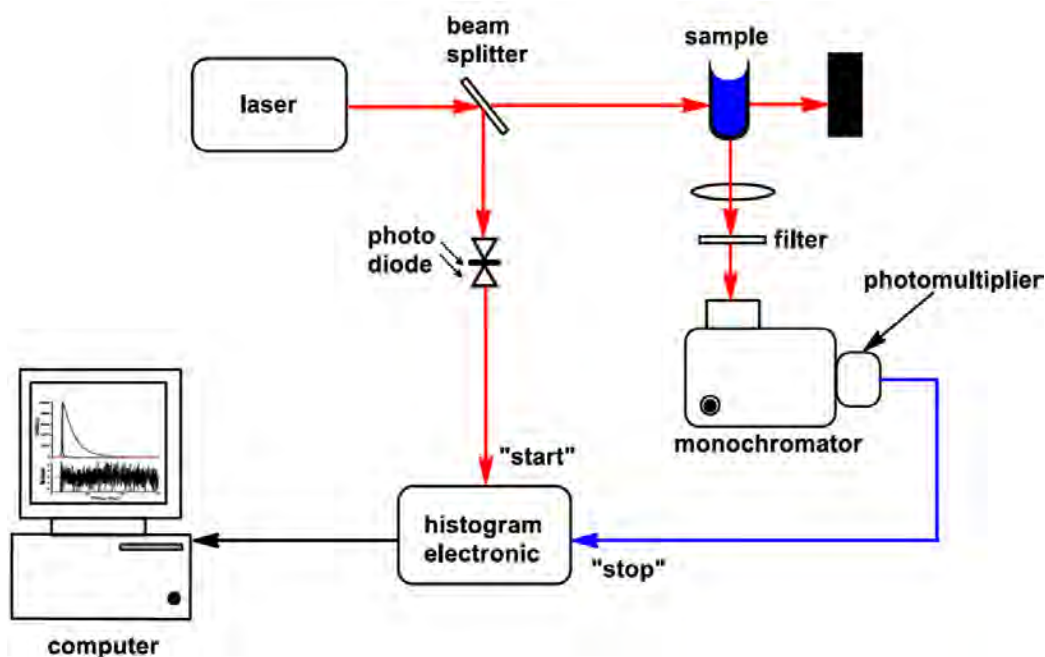 beam
splitter
sample
laser
photo
diode
filter
photomultiplier
monochromator
"start"
histogram
electronic
"stop"
computer